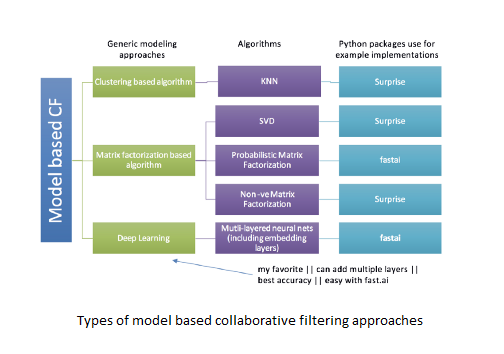 Generic modeling
approaches
Algorithms
Python packages use for
example implementations
Model based CF
Clustering based algorithm
KNN
Surprise
Matrix factorization based
algorithm
SVD
Surprise
Probabilistic Matrix
Factorization
fastai
Non -ve Matrix
Factorization
Surprise
Deep Learning
Mutli-layered neural nets
(including embedding
layers)
fastai
my favorite || can add multiple layers ||
best accuracy || easy with fast.ai
Types of model based collaborative filtering approaches